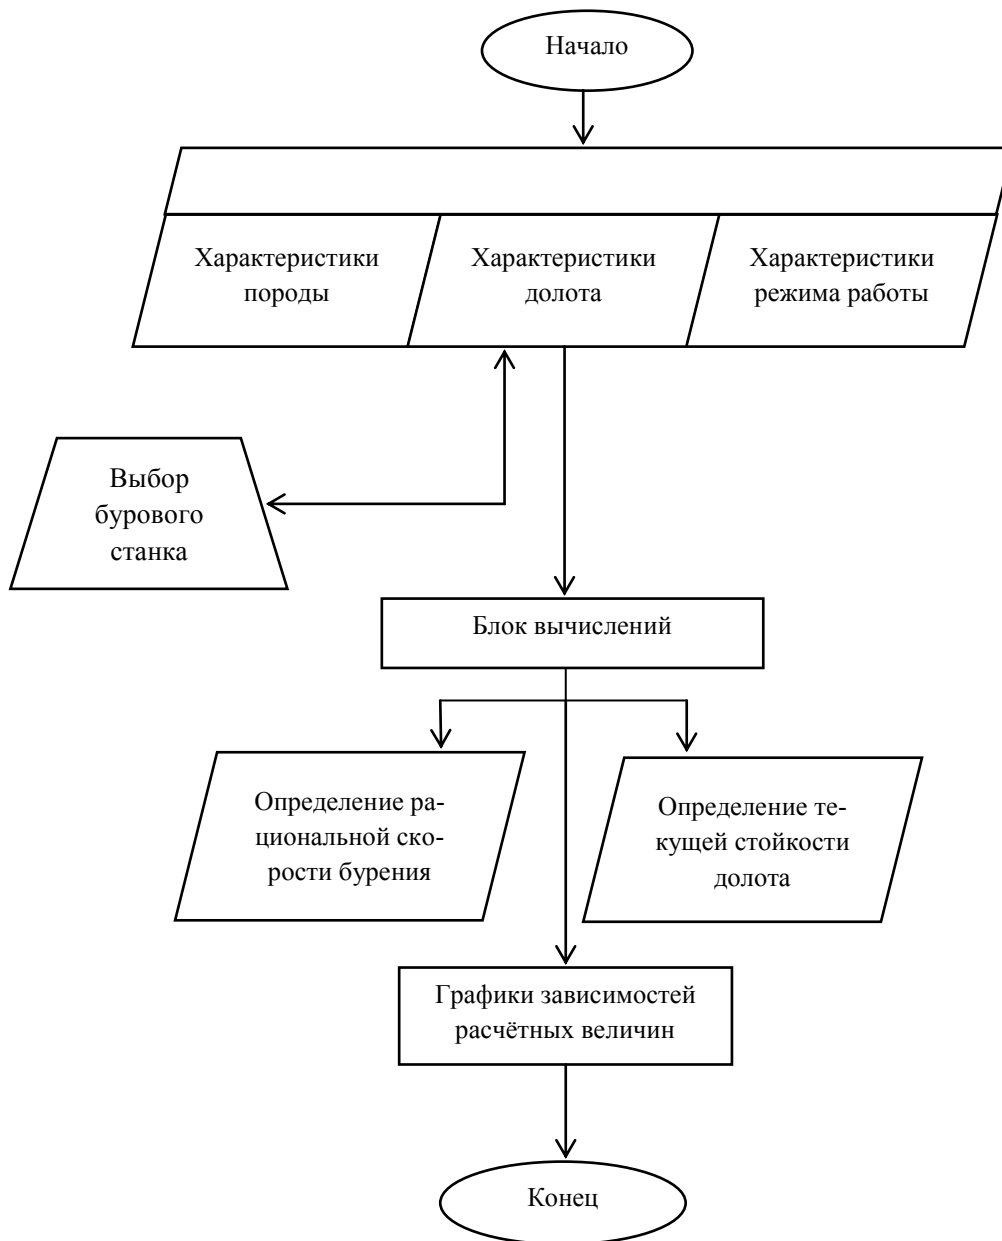 Начало
Характеристики
породы
Характеристики
долота
Характеристики
режима работы
Выбор
бурового
станка
Блок вычислений
Определение ра-
циональной ско-
рости бурения
Определение те-
кущей стойкости
долота
Графики зависимостей
расчётных величин
Конец